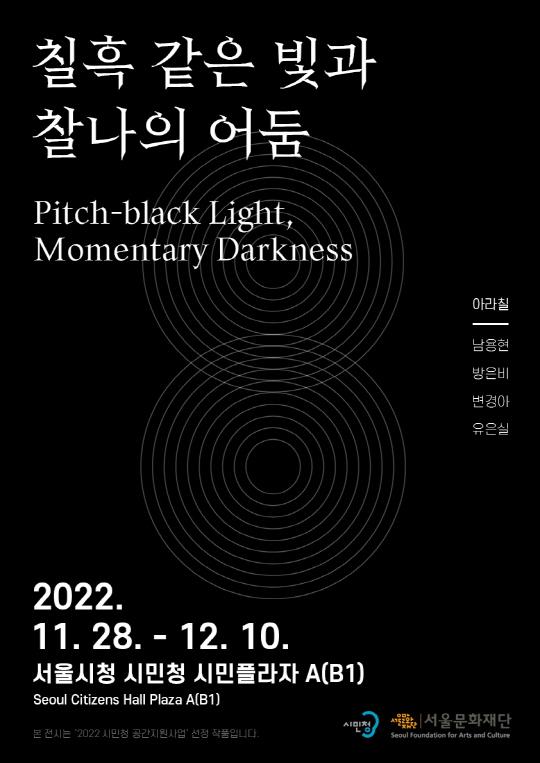 칠흑 같은 빛과
찰나의 어둠
Pitch-black Light,
Momentary Darkness
아라칠
남용현
방은비
변경아
유은실
2022.
11. 28. - 12. 10.
서울시청 시민청 시민플라자 A(B1)
Seoul Citizens Hall Plaza A(B1)
본 전시는 '2022 시민청 공간지원사업' 선정 작품입니다.
시민청
서울문화재단
Seoul Foundation for Arts and Culture